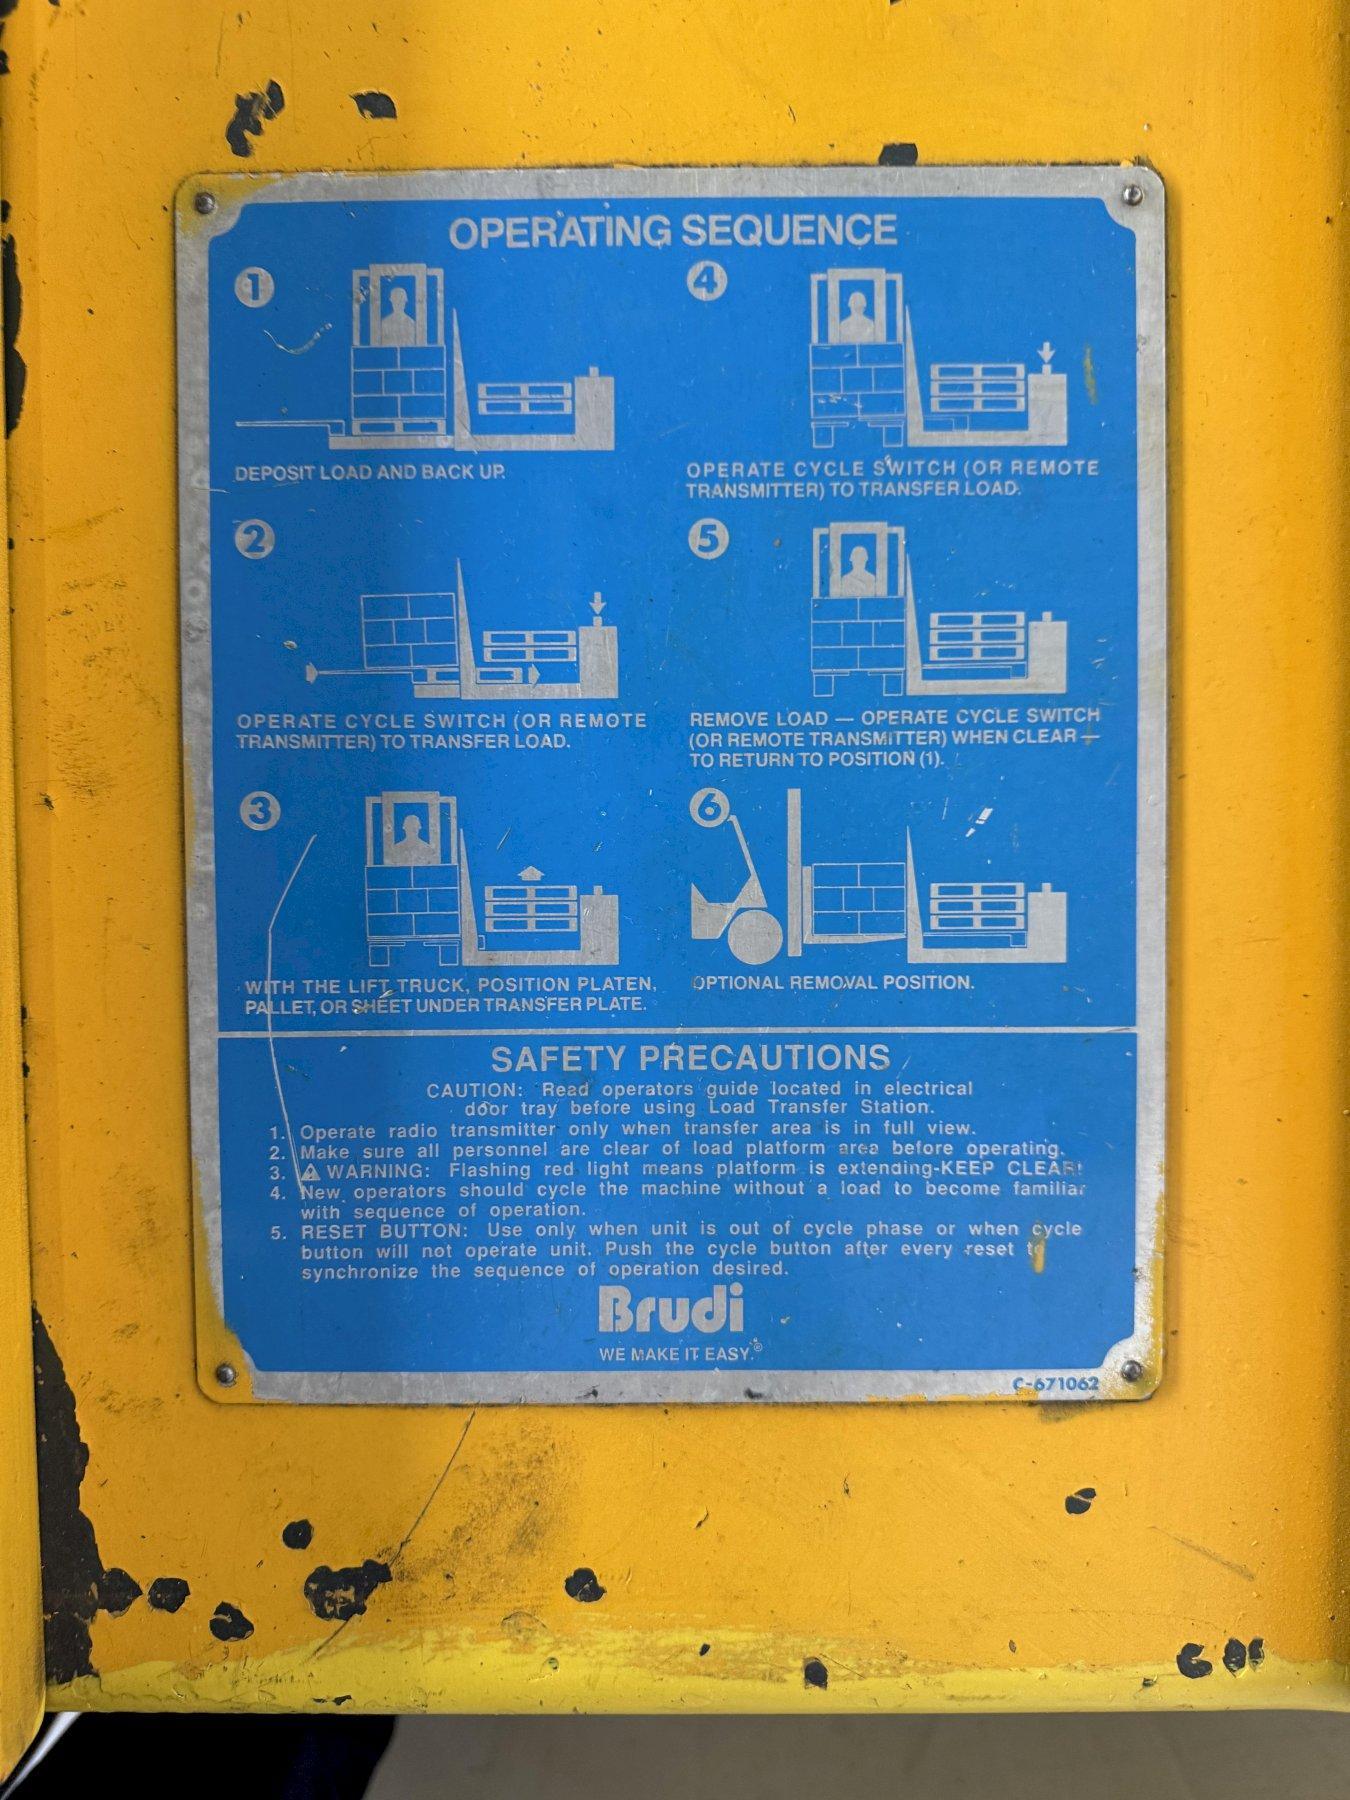 OPERATING SEQUENCE
1
DEPOSIT LOAD AND BACK UP.
2
OPERATE CYCLE SWITCH (OR REMOTE
TRANSMITTER) TO TRANSFER LOAD.
3
WITH THE LIFT TRUCK, POSITION PLATEN,
PALLET, OR SHEET UNDER TRANSFER PLATE.
4
OPERATE CYCLE SWITCH (OR REMOTE
TRANSMITTER) TO TRANSFER LOAD.
5
REMOVE LOAD — OPERATE CYCLE SWITCH
(OR REMOTE TRANSMITTER) WHEN CLEAR —
TO RETURN TO POSITION (1).
6
OPTIONAL REMOVAL POSITION.
SAFETY PRECAUTIONS
CAUTION: Read operators guide located in electrical
door tray before using Load Transfer Station.
1. Operate radio transmitter only when transfer area is in full view.
2. Make sure all personnel are clear of load platform area before operating.
3. ⚠ WARNING: Flashing red light means platform is extending-KEEP CLEAR!
4. New operators should cycle the machine without a load to become familiar
with sequence of operation.
5. RESET BUTTON: Use only when unit is out of cycle phase or when cycle
button will not operate unit. Push the cycle button after every reset to
synchronize the sequence of operation desired.
Brudi
WE MAKE IT EASY.®
C-671062